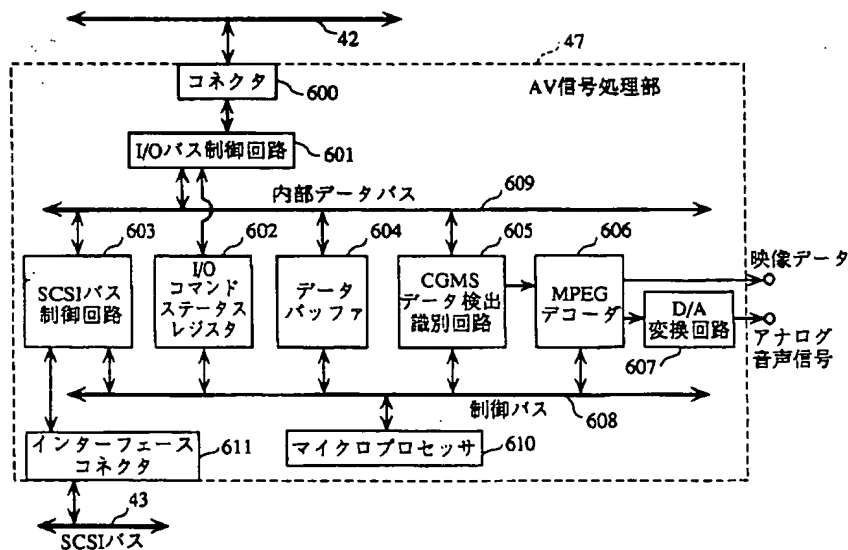 42
47
コネクタ
600
AV信号処理部
I/Oバス制御回路
601
内部データバス
609
603
602
604
605
606
SCSIバス
制御回路
I/O
コマンド
ステータス
レジスタ
データ
バッファ
CGMS
データ検出
識別回路
MPEG
デコーダ
映像データ
D/A
変換回路
607
アナログ
音声信号
制御バス
608
インターフェース
コネクタ
611
マイクロプロセッサ
610
43
SCSIバス